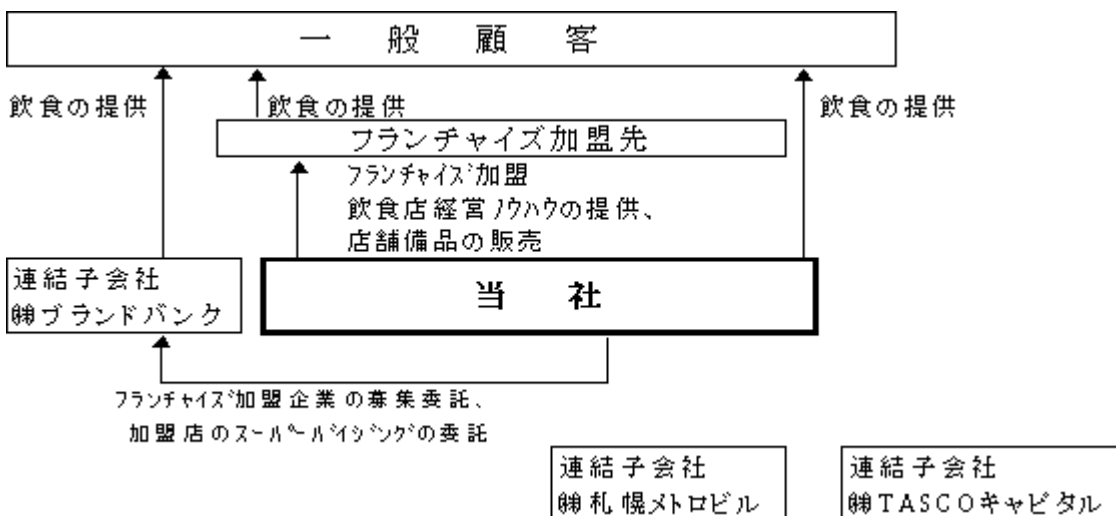 一般顧客
飲食の提供
飲食の提供
飲食の提供
フランチャイズ加盟先
フランチャイズ加盟
飲食店経営ノウハウの提供、
店舗備品の販売
連結子会社
㈱ブランドバンク
当社
フランチャイズ加盟企業の募集委託、
加盟店のスーパーバイジングの委託
連結子会社
㈱札幌メトロビル
連結子会社
㈱TASCOキャピタル